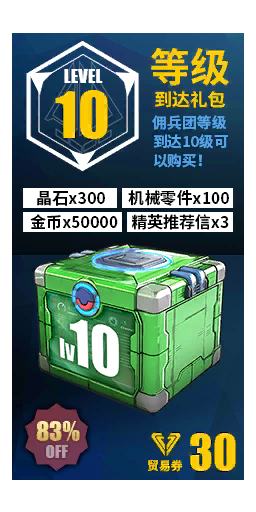 LEVEL
10
等级
到达礼包
佣兵团等级
到达10级可
以购买！
晶石x300
机械零件x100
金币x50000
精英推荐信x3
lv10
83%
OFF
貿易劵
30